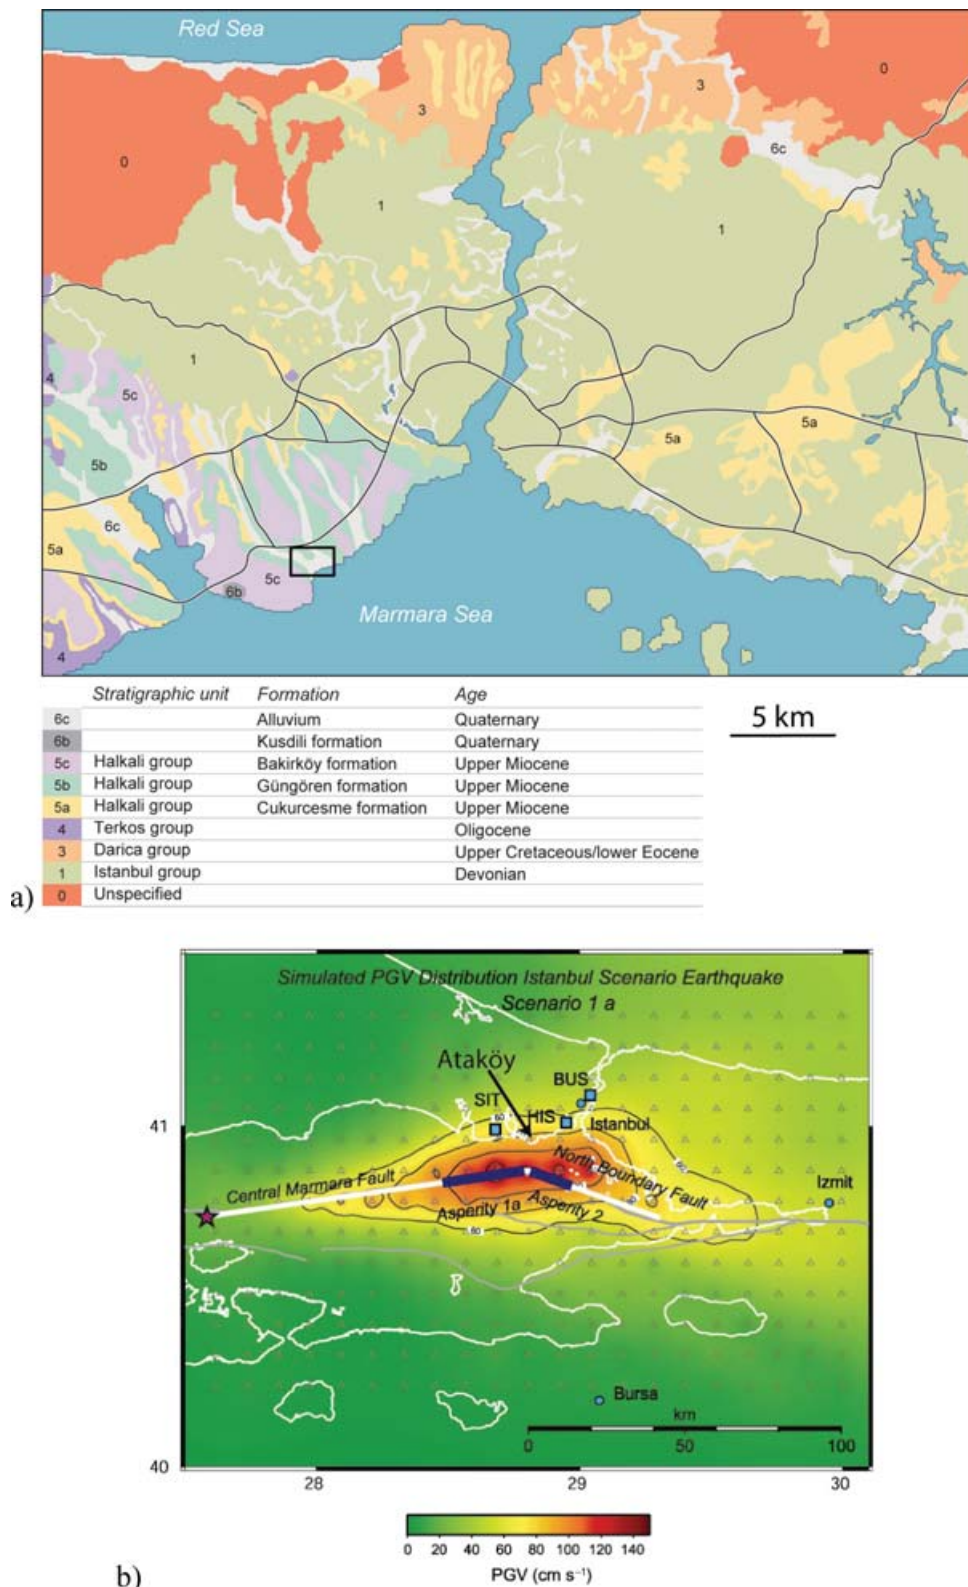 Red Sea
3
3
0
6c
0
1
1
1
4
5c
5b
5a
5a
6c
5a
5c
6b
Marmara Sea
4
Stratigraphic unit Formation Age
6c Alluvium Quaternary
6b Kusdili formation Quaternary
5c Halkali group Bakirköy formation Upper Miocene
5b Halkali group Güngören formation Upper Miocene
5a Halkali group Cukurcesme formation Upper Miocene
4 Terkos group Oligocene
3 Darica group Upper Cretaceous/lower Eocene
1 Istanbul group Devonian
0 Unspecified
5 km
a)
Simulated PGV Distribution Istanbul Scenario Earthquake
Scenario 1 a
Ataköy
BUS
SIT
HIS
60
Istanbul
41
60
North Boundary Fault
Central Marmara Fault
Izmit
Asperity 1a
Asperity 2
60
Bursa
km
0 50 100
40
28 29 30
0 20 40 60 80 100 120 140
PGV (cm s⁻¹)
b)